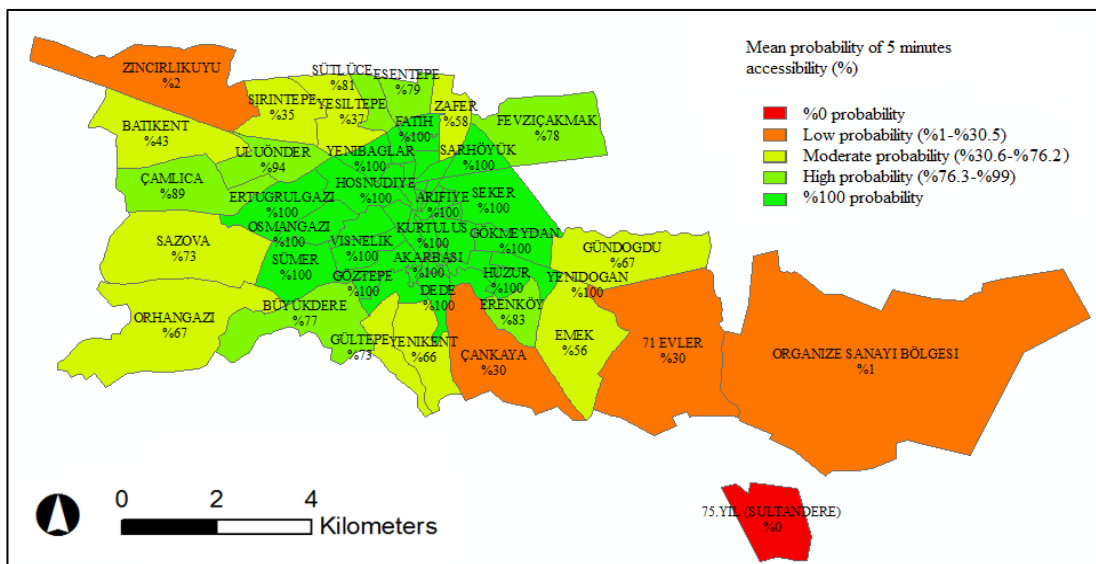 Mean probability of 5 minutes
accessibility (%)
%0 probability
Low probability (%1-%30.5)
Moderate probability (%30.6-%76.2)
High probability (%76.3-%99)
%100 probability
ZINCIRLIKUYU
%2
SÜTLÜCE
%81
ESENTEPE
%79
SIRINTEPE
%35
YESILTEPE
%37
ZAFER
%58
FEVZIÇAKMAK
%78
BATIKENT
%43
FATIH
%100
ULUÖNDER
%94
YENIBAGLAR
%100
SARHÖYÜK
%100
ÇAMLICA
%89
HOSNUDIYE
%100
ERTUGRULGAZI
%100
ARIFIYE
%100
SEKER
%100
OSMANGAZI
%100
KURTULUS
%100
GÖKMEYDAN
%100
SAZOVA
%73
VISNELIK
%100
SÜMER
%100
AKARBASI
%100
GÜNDOGDU
%67
GÖZTEPE
%100
HUZUR
%100
YENIDOGAN
%100
DEDE
%100
ERENKÖY
%83
BÜYÜKDERE
%77
ORHANGAZI
%67
GÜLTEPE
%73
YENIKENT
%66
ÇANKAYA
%30
EMEK
%56
71 EVLER
%30
ORGANIZE SANAYI BÖLGESI
%1
75.YIL (SULTANDERE)
%0
0 2 4
Kilometers